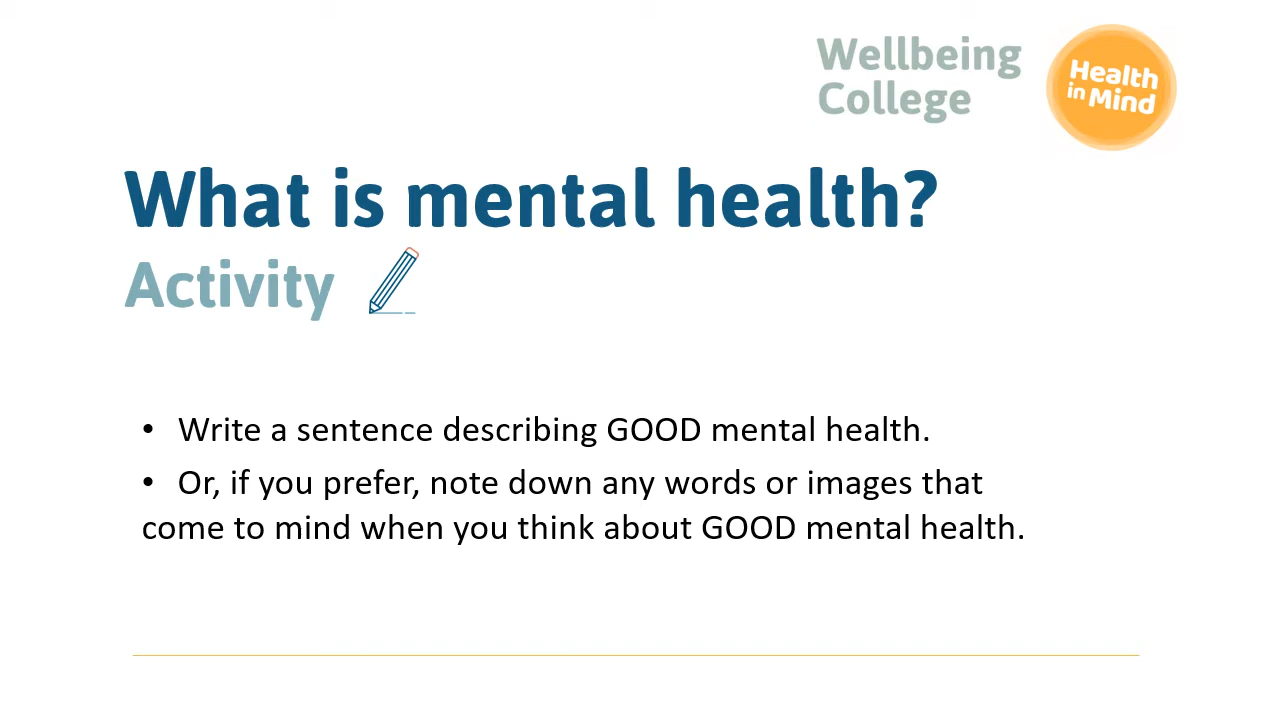 Wellbeing
College
Health
in Mind
What is mental health?
Activity
• Write a sentence describing GOOD mental health.
• Or, if you prefer, note down any words or images that
come to mind when you think about GOOD mental health.